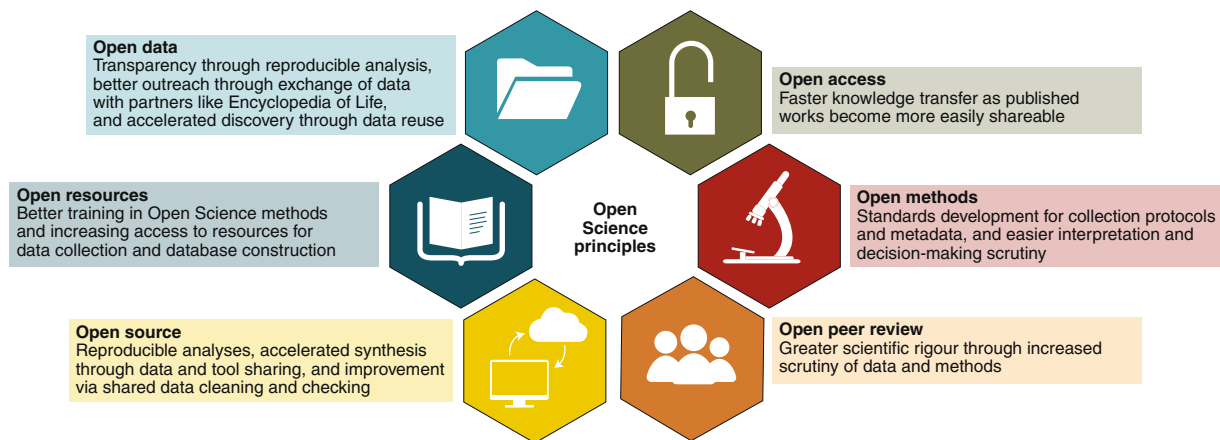 Open data
Transparency through reproducible analysis,
better outreach through exchange of data
with partners like Encyclopedia of Life,
and accelerated discovery through data reuse
Open access
Faster knowledge transfer as published
works become more easily shareable
Open resources
Better training in Open Science methods
and increasing access to resources for
data collection and database construction
Open
Science
principles
Open methods
Standards development for collection protocols
and metadata, and easier interpretation and
decision-making scrutiny
Open source
Reproducible analyses, accelerated synthesis
through data and tool sharing, and improvement
via shared data cleaning and checking
Open peer review
Greater scientific rigour through increased
scrutiny of data and methods